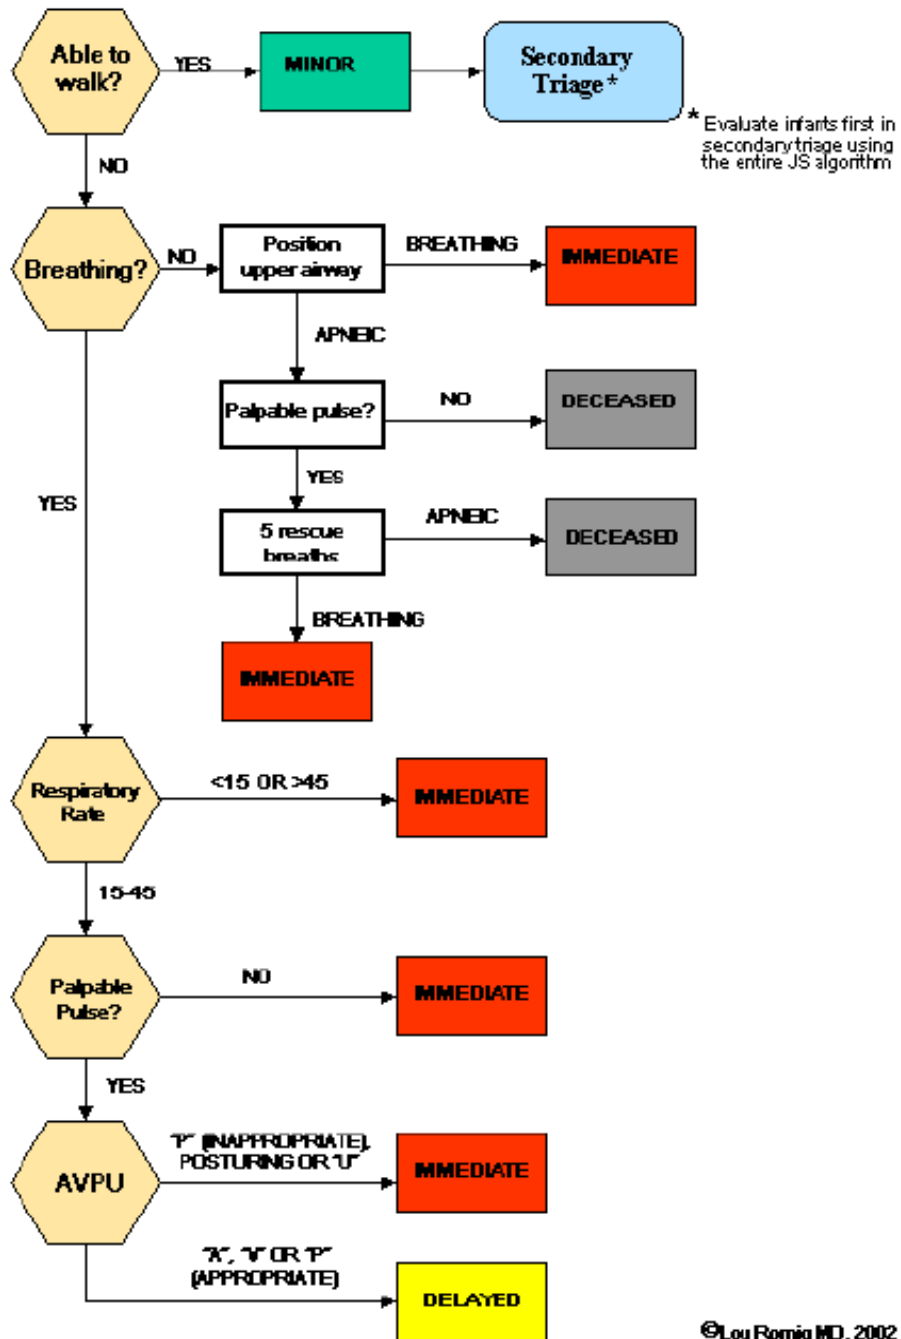 Able to
walk?
YES
MINOR
Secondary
Triage*
* Evaluate infants first in
secondary triage using
the entire JS algorithm
NO
Breathing?
NO
Position
upper airway
BREATHING
IMMEDIATE
APNEIC
Palpable pulse?
NO
DECEASED
YES
YES
5 rescue
breaths
APNEIC
DECEASED
BREATHING
IMMEDIATE
Respiratory
Rate
<15 OR >45
IMMEDIATE
15-45
Palpable
Pulse?
NO
IMMEDIATE
YES
AVPU
"P" (INAPPROPRIATE),
POSTURING OR "U"
IMMEDIATE
"A", "V" OR "P"
(APPROPRIATE)
DELAYED
©Lou Romig MD, 2002